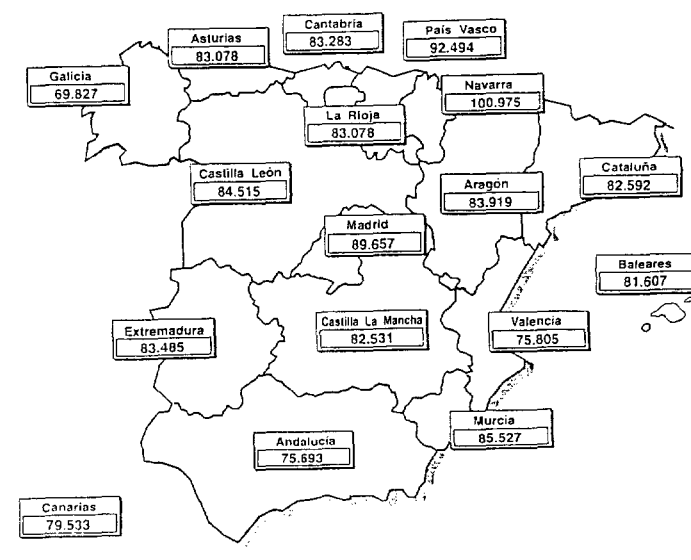 Cantabria
83.283
País Vasco
92.494
Asturias
83.078
Galicia
69.827
Navarra
100.975
La Rioja
83.078
Castilla León
84.515
Aragón
83.919
Cataluña
82.592
Madrid
89.657
Baleares
81.607
Extremadura
83.485
Castilla La Mancha
82.531
Valencia
75.805
Murcia
85.527
Andalucía
75.693
Canarias
79.533